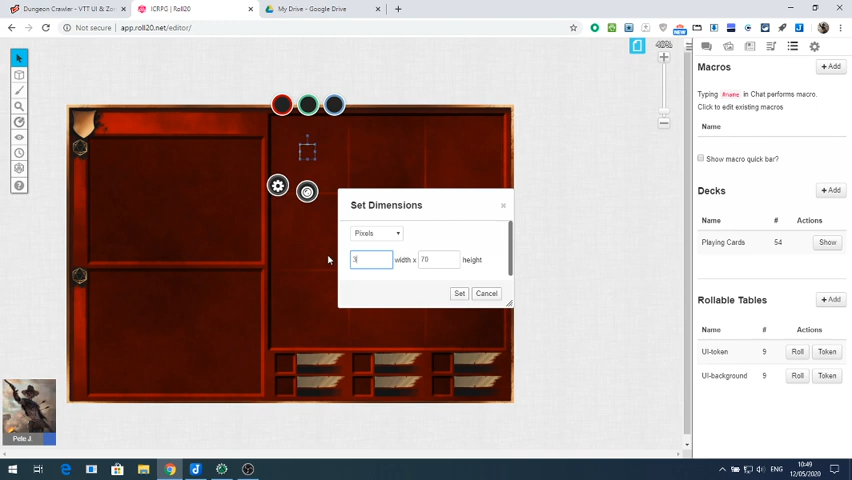 Dungeon Crawler - VTT UI & Zo
ICRPG | Roll20
My Drive - Google Drive
Not secure | app.roll20.net/editor/
NEW
40%
Macros
+ Add
Typing #name in Chat performs macro.
Click to edit existing macros
Name
Show macro quick bar?
Decks
+ Add
Name # Actions
Playing Cards 54 Show
Rollable Tables
+ Add
Name # Actions
UI-token 9 Roll Token
UI-background 9 Roll Token
Set Dimensions
Pixels
3 width x 70 height
Set Cancel
Pete J.
ENG
10:49
12/05/2020